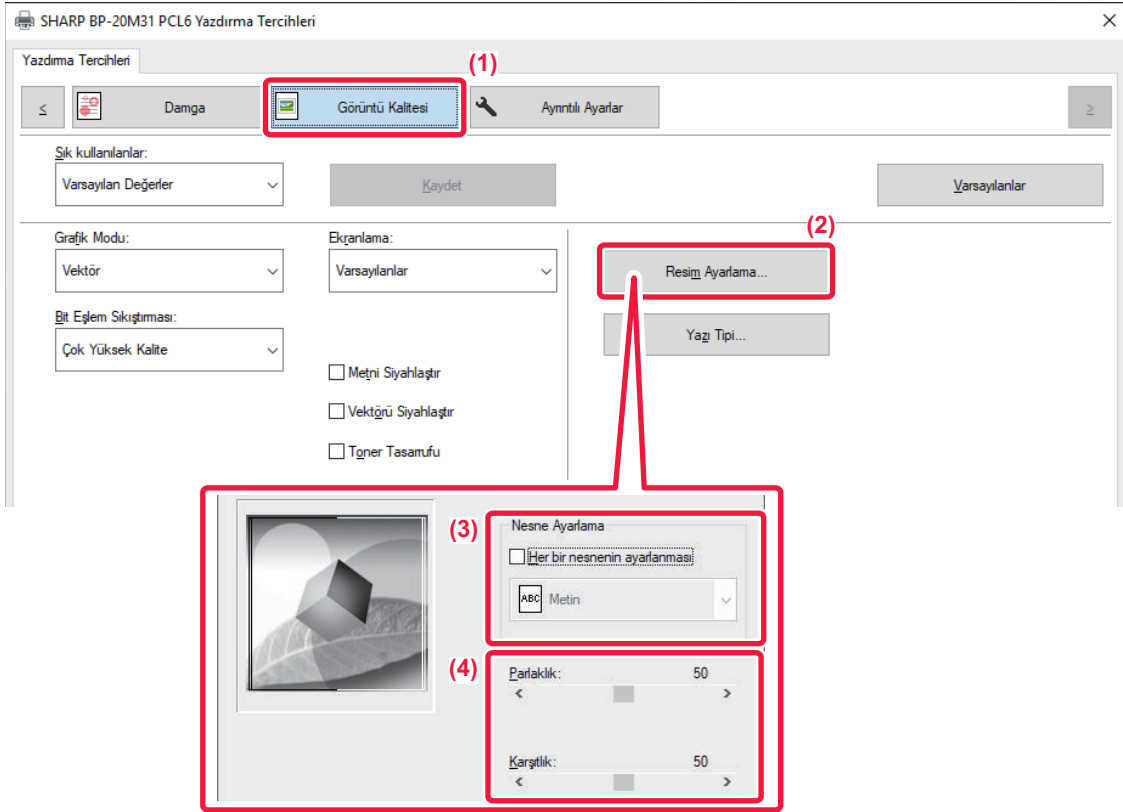 SHARP BP-20M31 PCL6 Yazdırma Tercihleri
Yazdırma Tercihleri
(1)
< Damga Görüntü Kalitesi Ayrıntılı Ayarlar >
Sık kullanılanlar:
Varsayılan Değerler Kaydet Varsayılanlar
(2)
Grafik Modu: Ekranlama:
Vektör Varsayılanlar Resim Ayarlama...
Bit Eşlem Sıkıştırması:
Çok Yüksek Kalite Yazı Tipi...
Metni Siyahlaştır
Vektörü Siyahlaştır
Toner Tasarrufu
(3) Nesne Ayarlama
Her bir nesnenin ayarlanması
ABC Metin
(4) Parlaklık: 50
< >
Karşıtlık: 50
< >